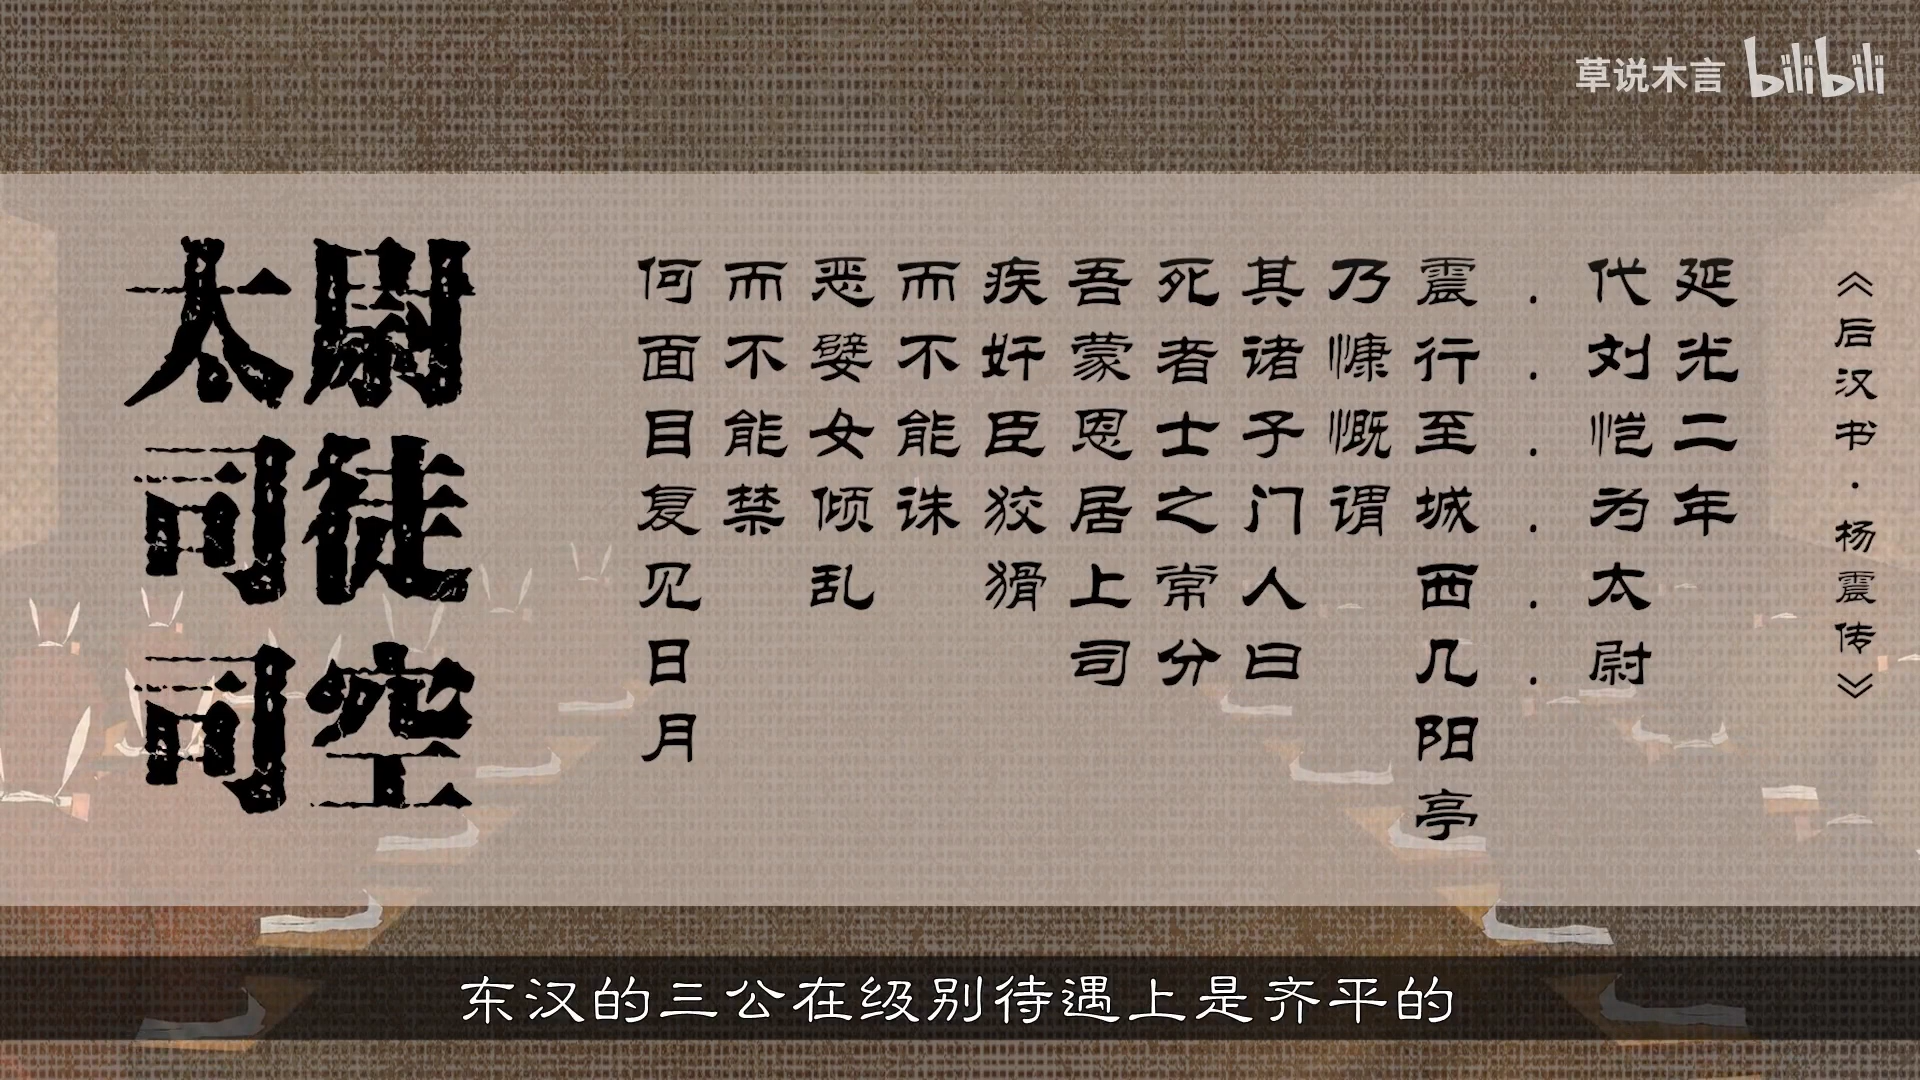 草说木言 bilibili
《后汉书·杨震传》
延光二年
代刘恺为太尉
......
震行至城西几阳亭
乃慷慨谓
其诸子门人曰
死者士之常分
吾蒙恩居上司
疾奸臣狡猾
而不能诛
恶嬖女倾乱
而不能禁
何面目复见日月
太尉
司徒
司空
东汉的三公在级别待遇上是齐平的